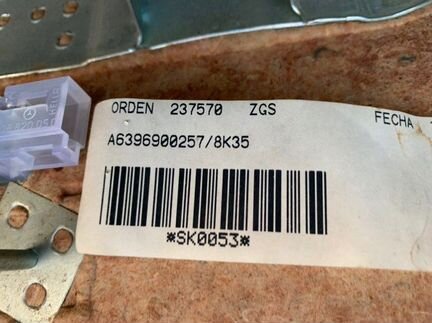 ORDEN 237570 ZGS FECHA
A6396900257/8K35
*SK0053*